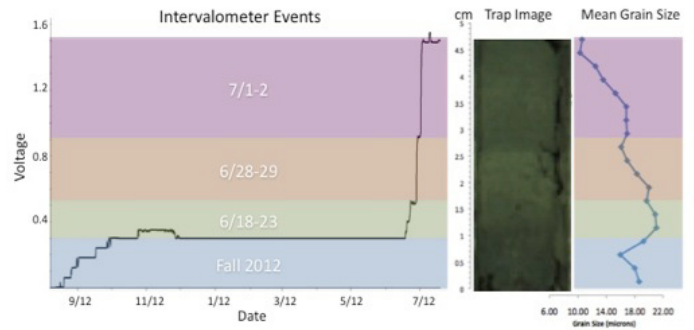 Intervalometer Events
cm
Trap Image
Mean Grain Size
1.6
1.2
0.8
0.4
Voltage
7/1-2
6/28-29
6/18-23
Fall 2012
9/12
11/12
1/12
3/12
5/12
7/12
Date
5
4.5
4
3.5
3
2.5
2
1.5
1
0.5
0
6.00 10.00 14.00 18.00 22.00
Grain Size (microns)